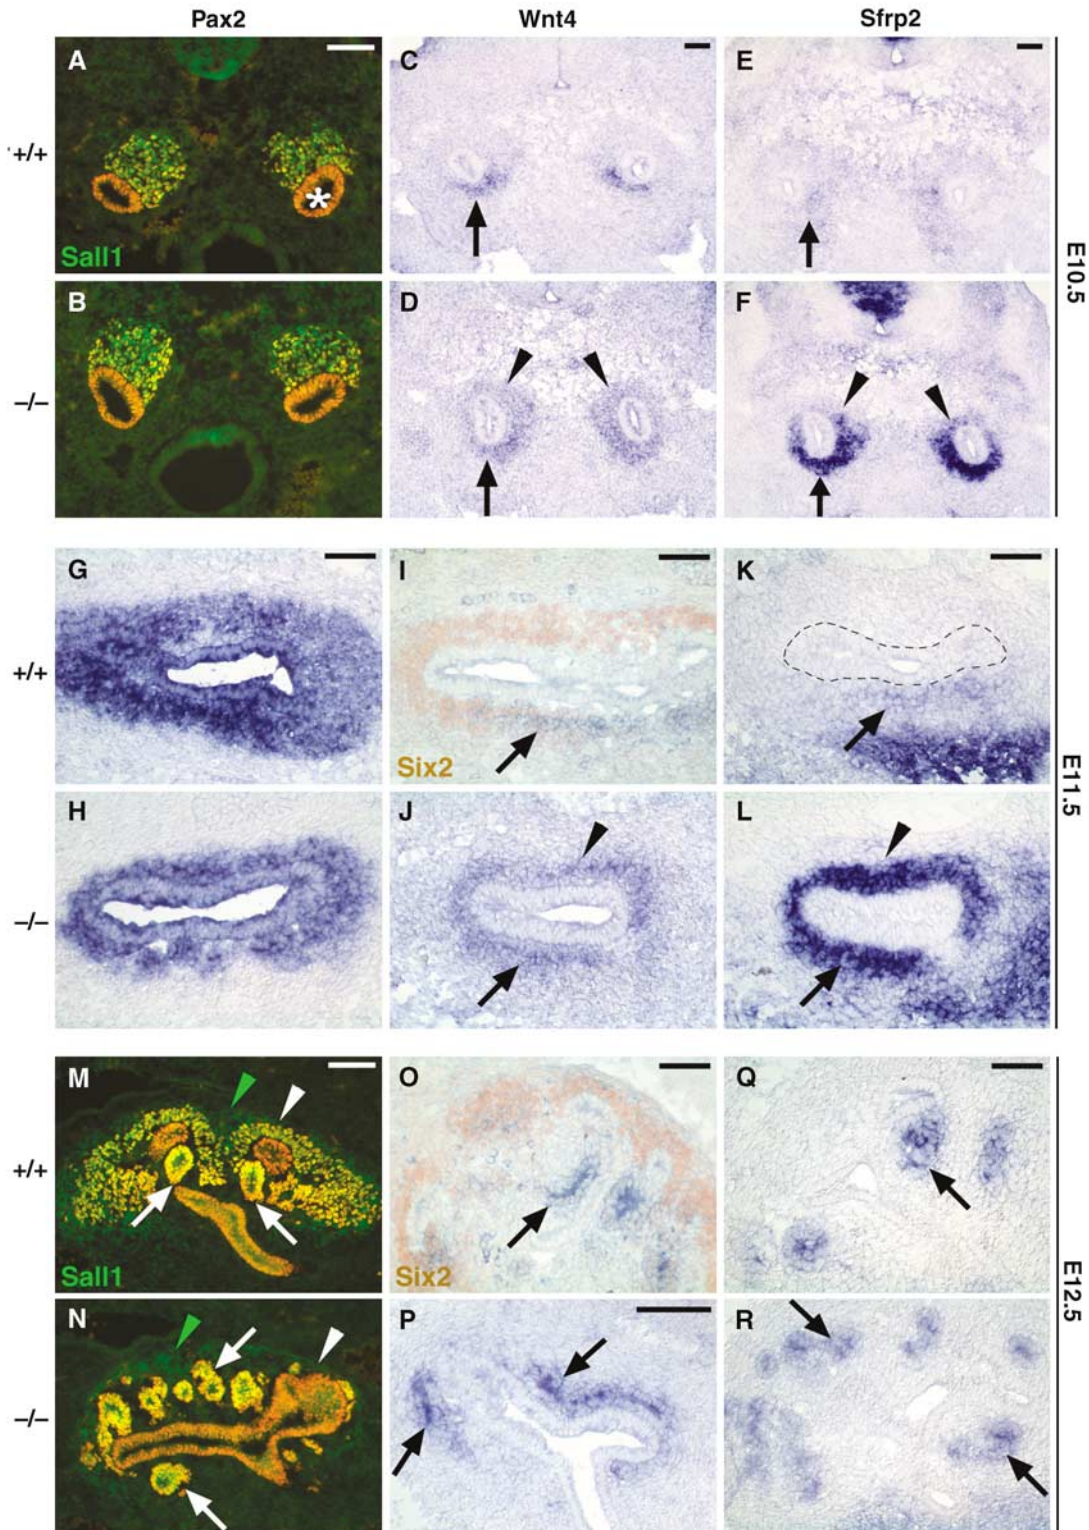 Pax2 Wnt4 Sfrp2
A C E
+/+
Sall1
B D F
–/–
E10.5
G I K
+/+
Six2
H J L
–/–
E11.5
M O Q
+/+
Sall1 Six2
N P R
–/–
E12.5